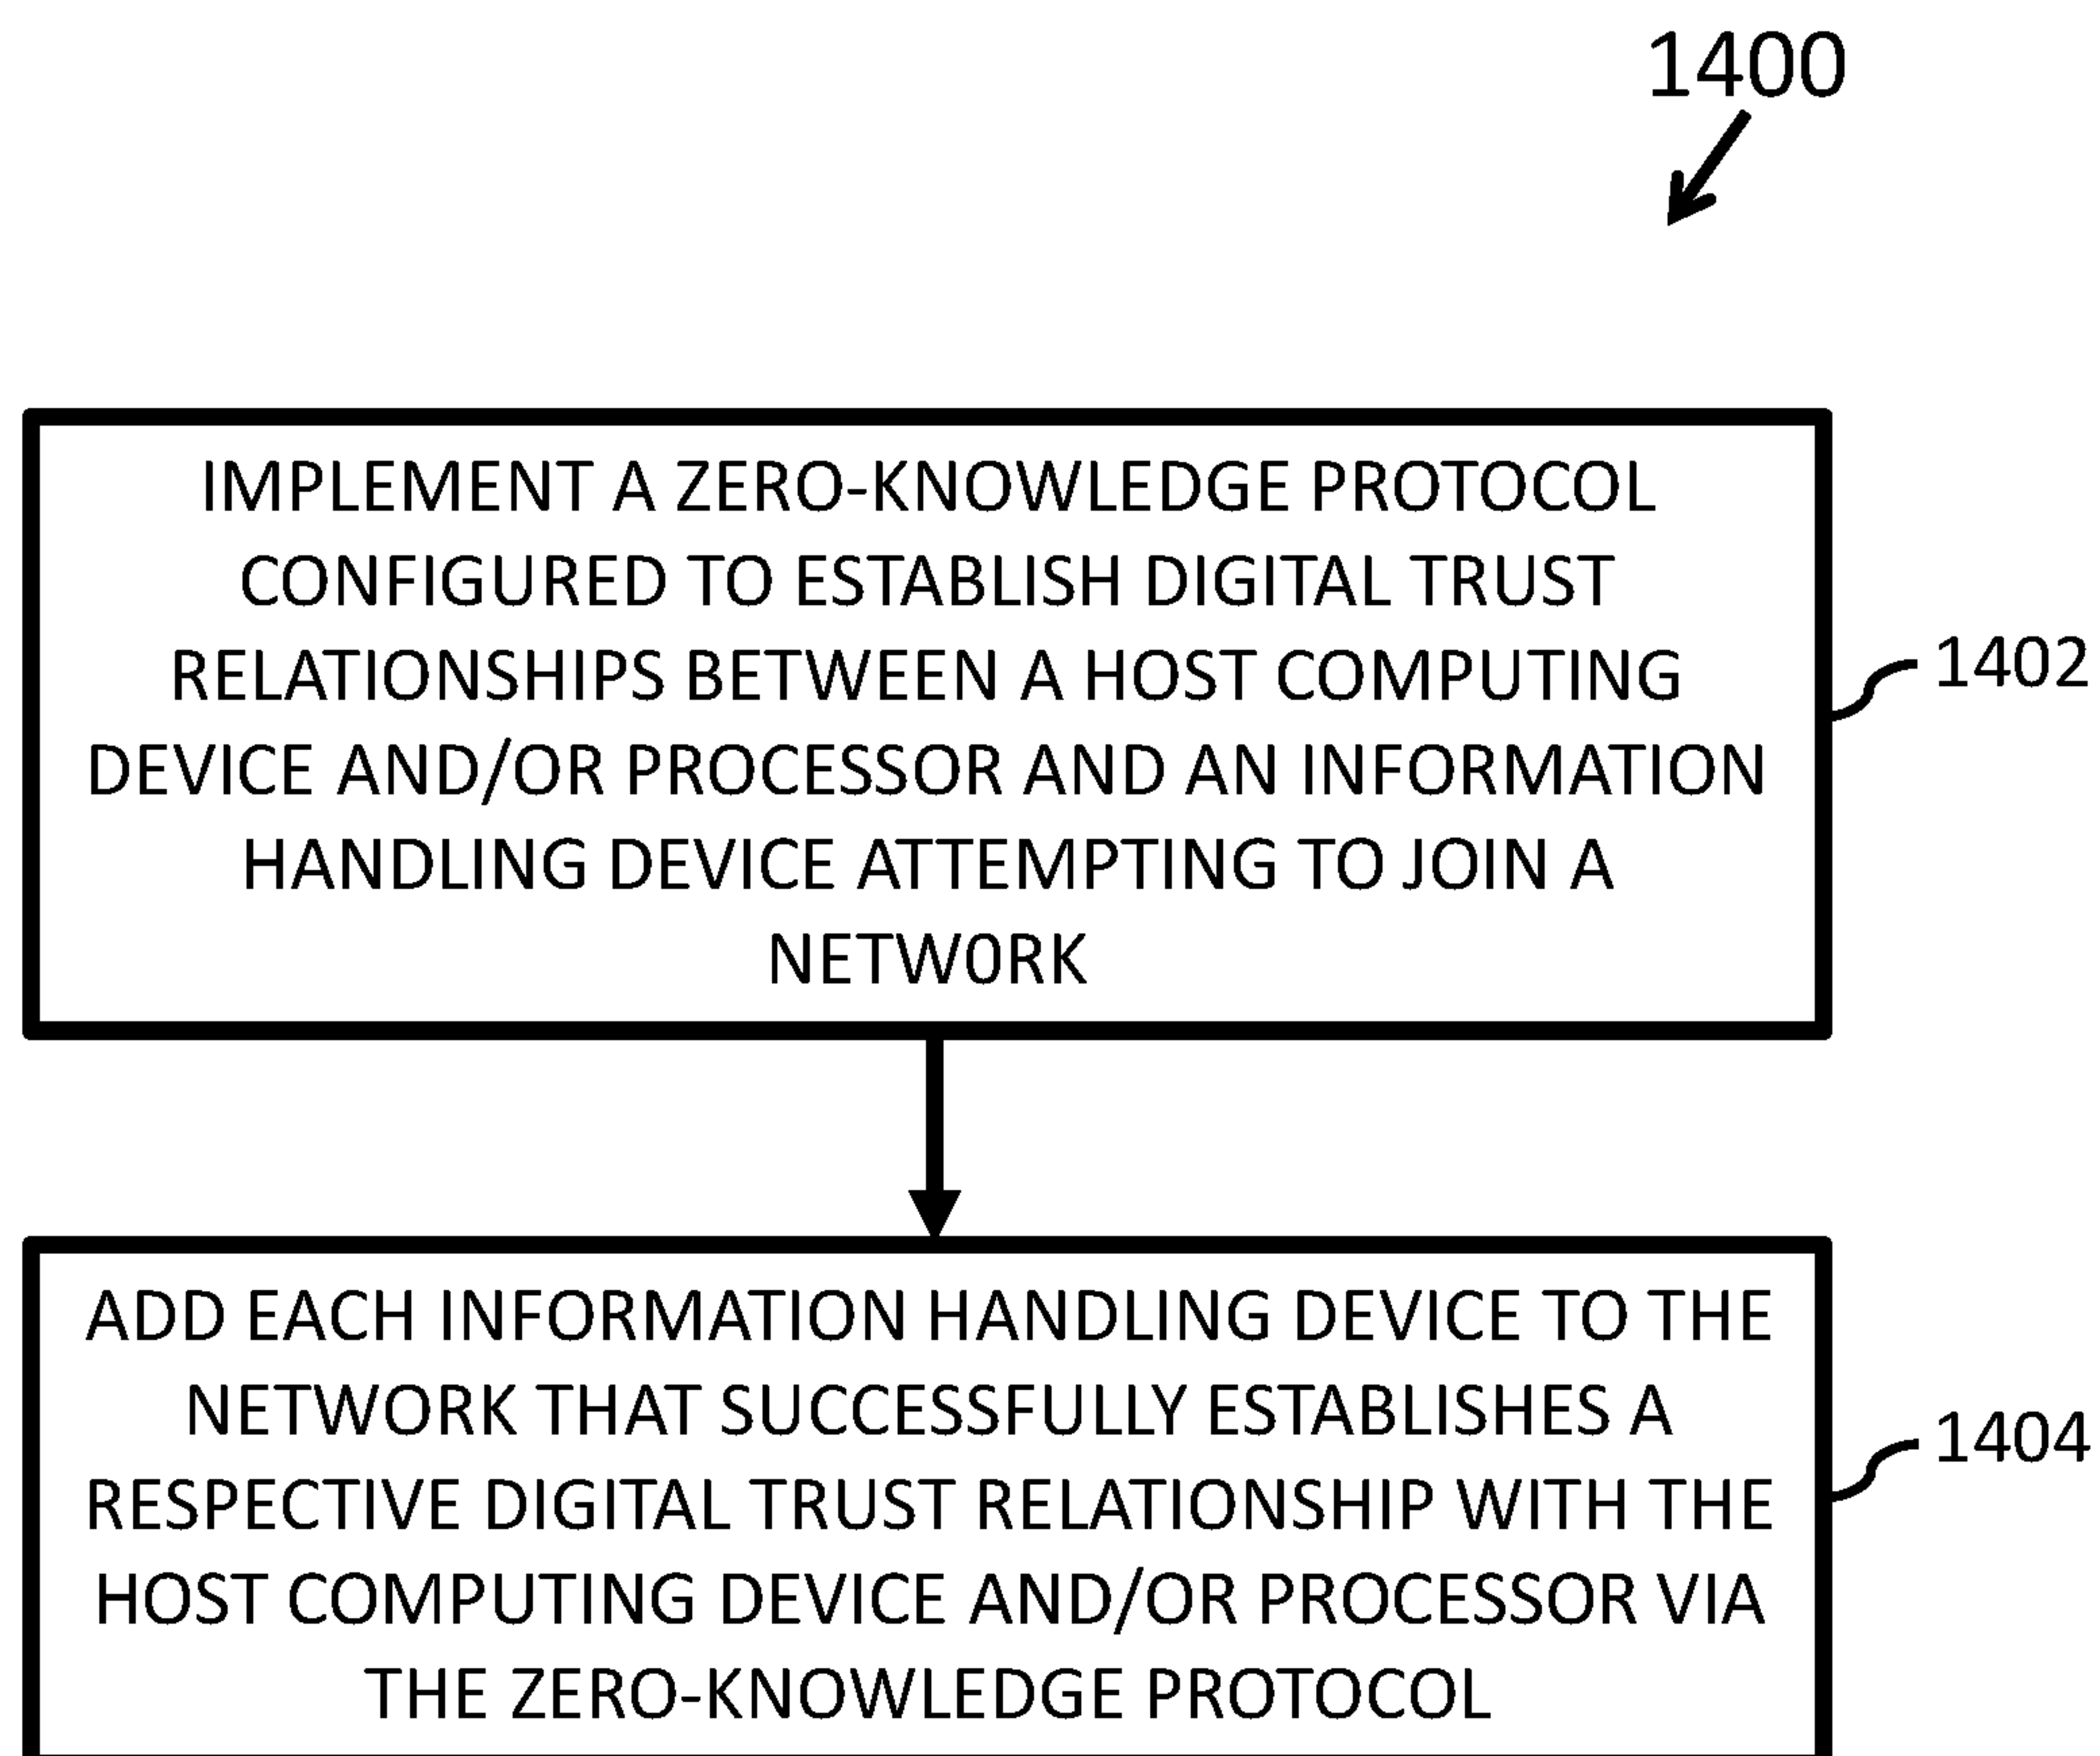 1400
IMPLEMENT A ZERO-KNOWLEDGE PROTOCOL
CONFIGURED TO ESTABLISH DIGITAL TRUST
RELATIONSHIPS BETWEEN A HOST COMPUTING
DEVICE AND/OR PROCESSOR AND AN INFORMATION
HANDLING DEVICE ATTEMPTING TO JOIN A
NETW0RK
1402
ADD EACH INFORMATION HANDLING DEVICE TO THE
NETWORK THAT SUCCESSFULLY ESTABLISHES A
RESPECTIVE DIGITAL TRUST RELATIONSHIP WITH THE
HOST COMPUTING DEVICE AND/OR PROCESSOR VIA
THE ZERO-KNOWLEDGE PROTOCOL
1404